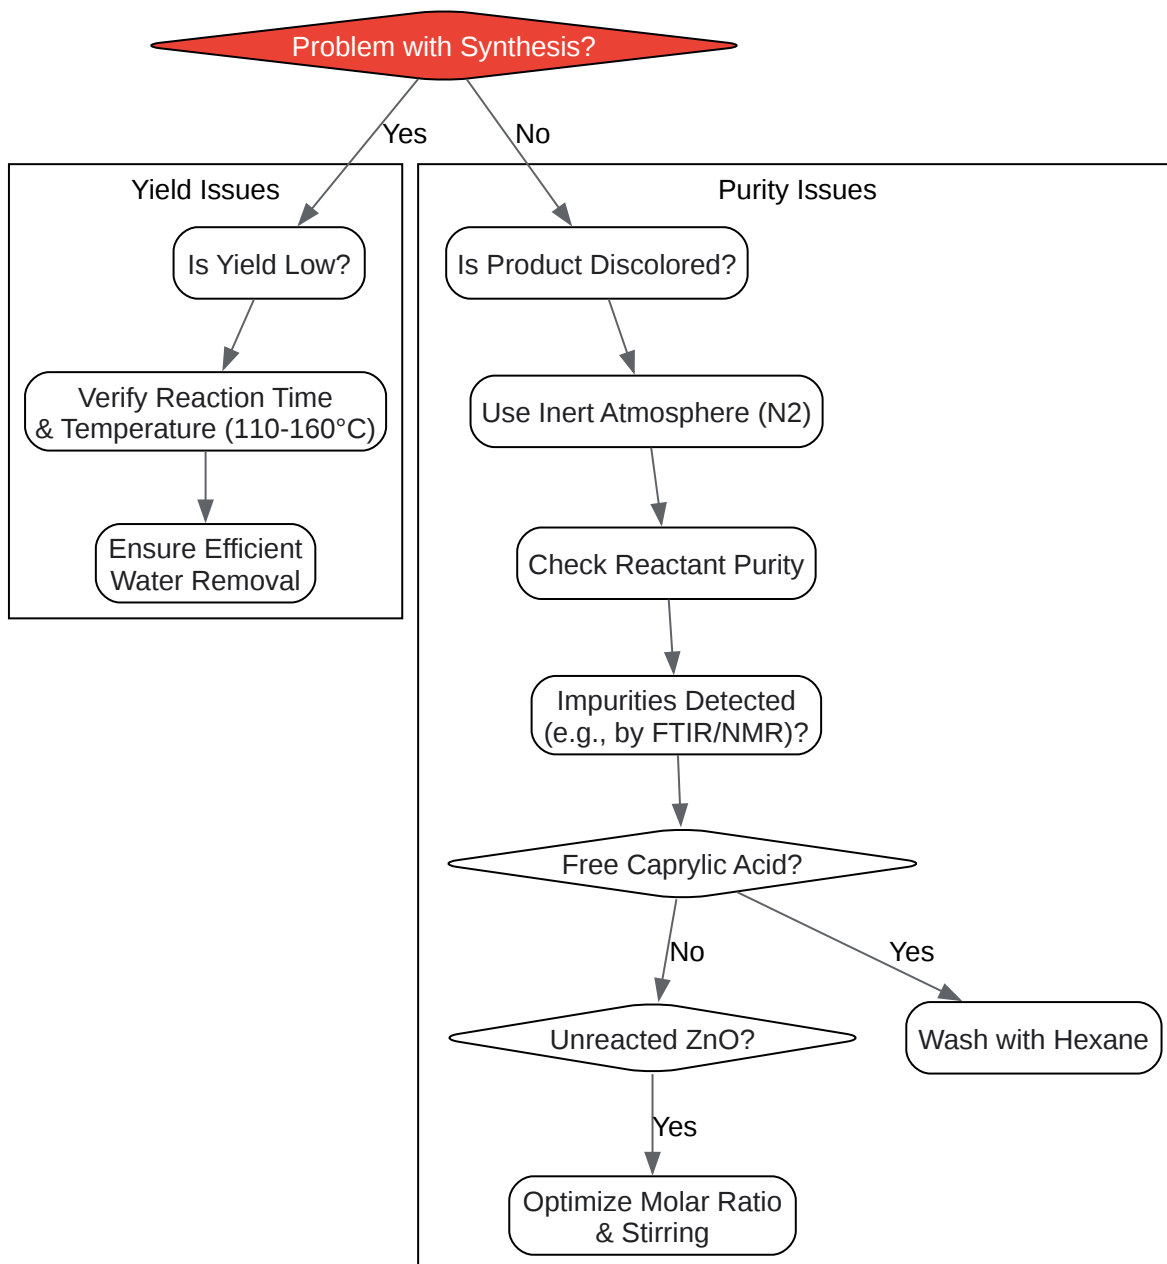 Problem with Synthesis?
Yes
No
Yield Issues
Purity Issues
Is Yield Low?
Is Product Discolored?
Verify Reaction Time
& Temperature (110-160°C)
Use Inert Atmosphere (N2)
Ensure Efficient
Water Removal
Check Reactant Purity
Impurities Detected
(e.g., by FTIR/NMR)?
Free Caprylic Acid?
No
Yes
Unreacted ZnO?
Wash with Hexane
Yes
Optimize Molar Ratio
& Stirring